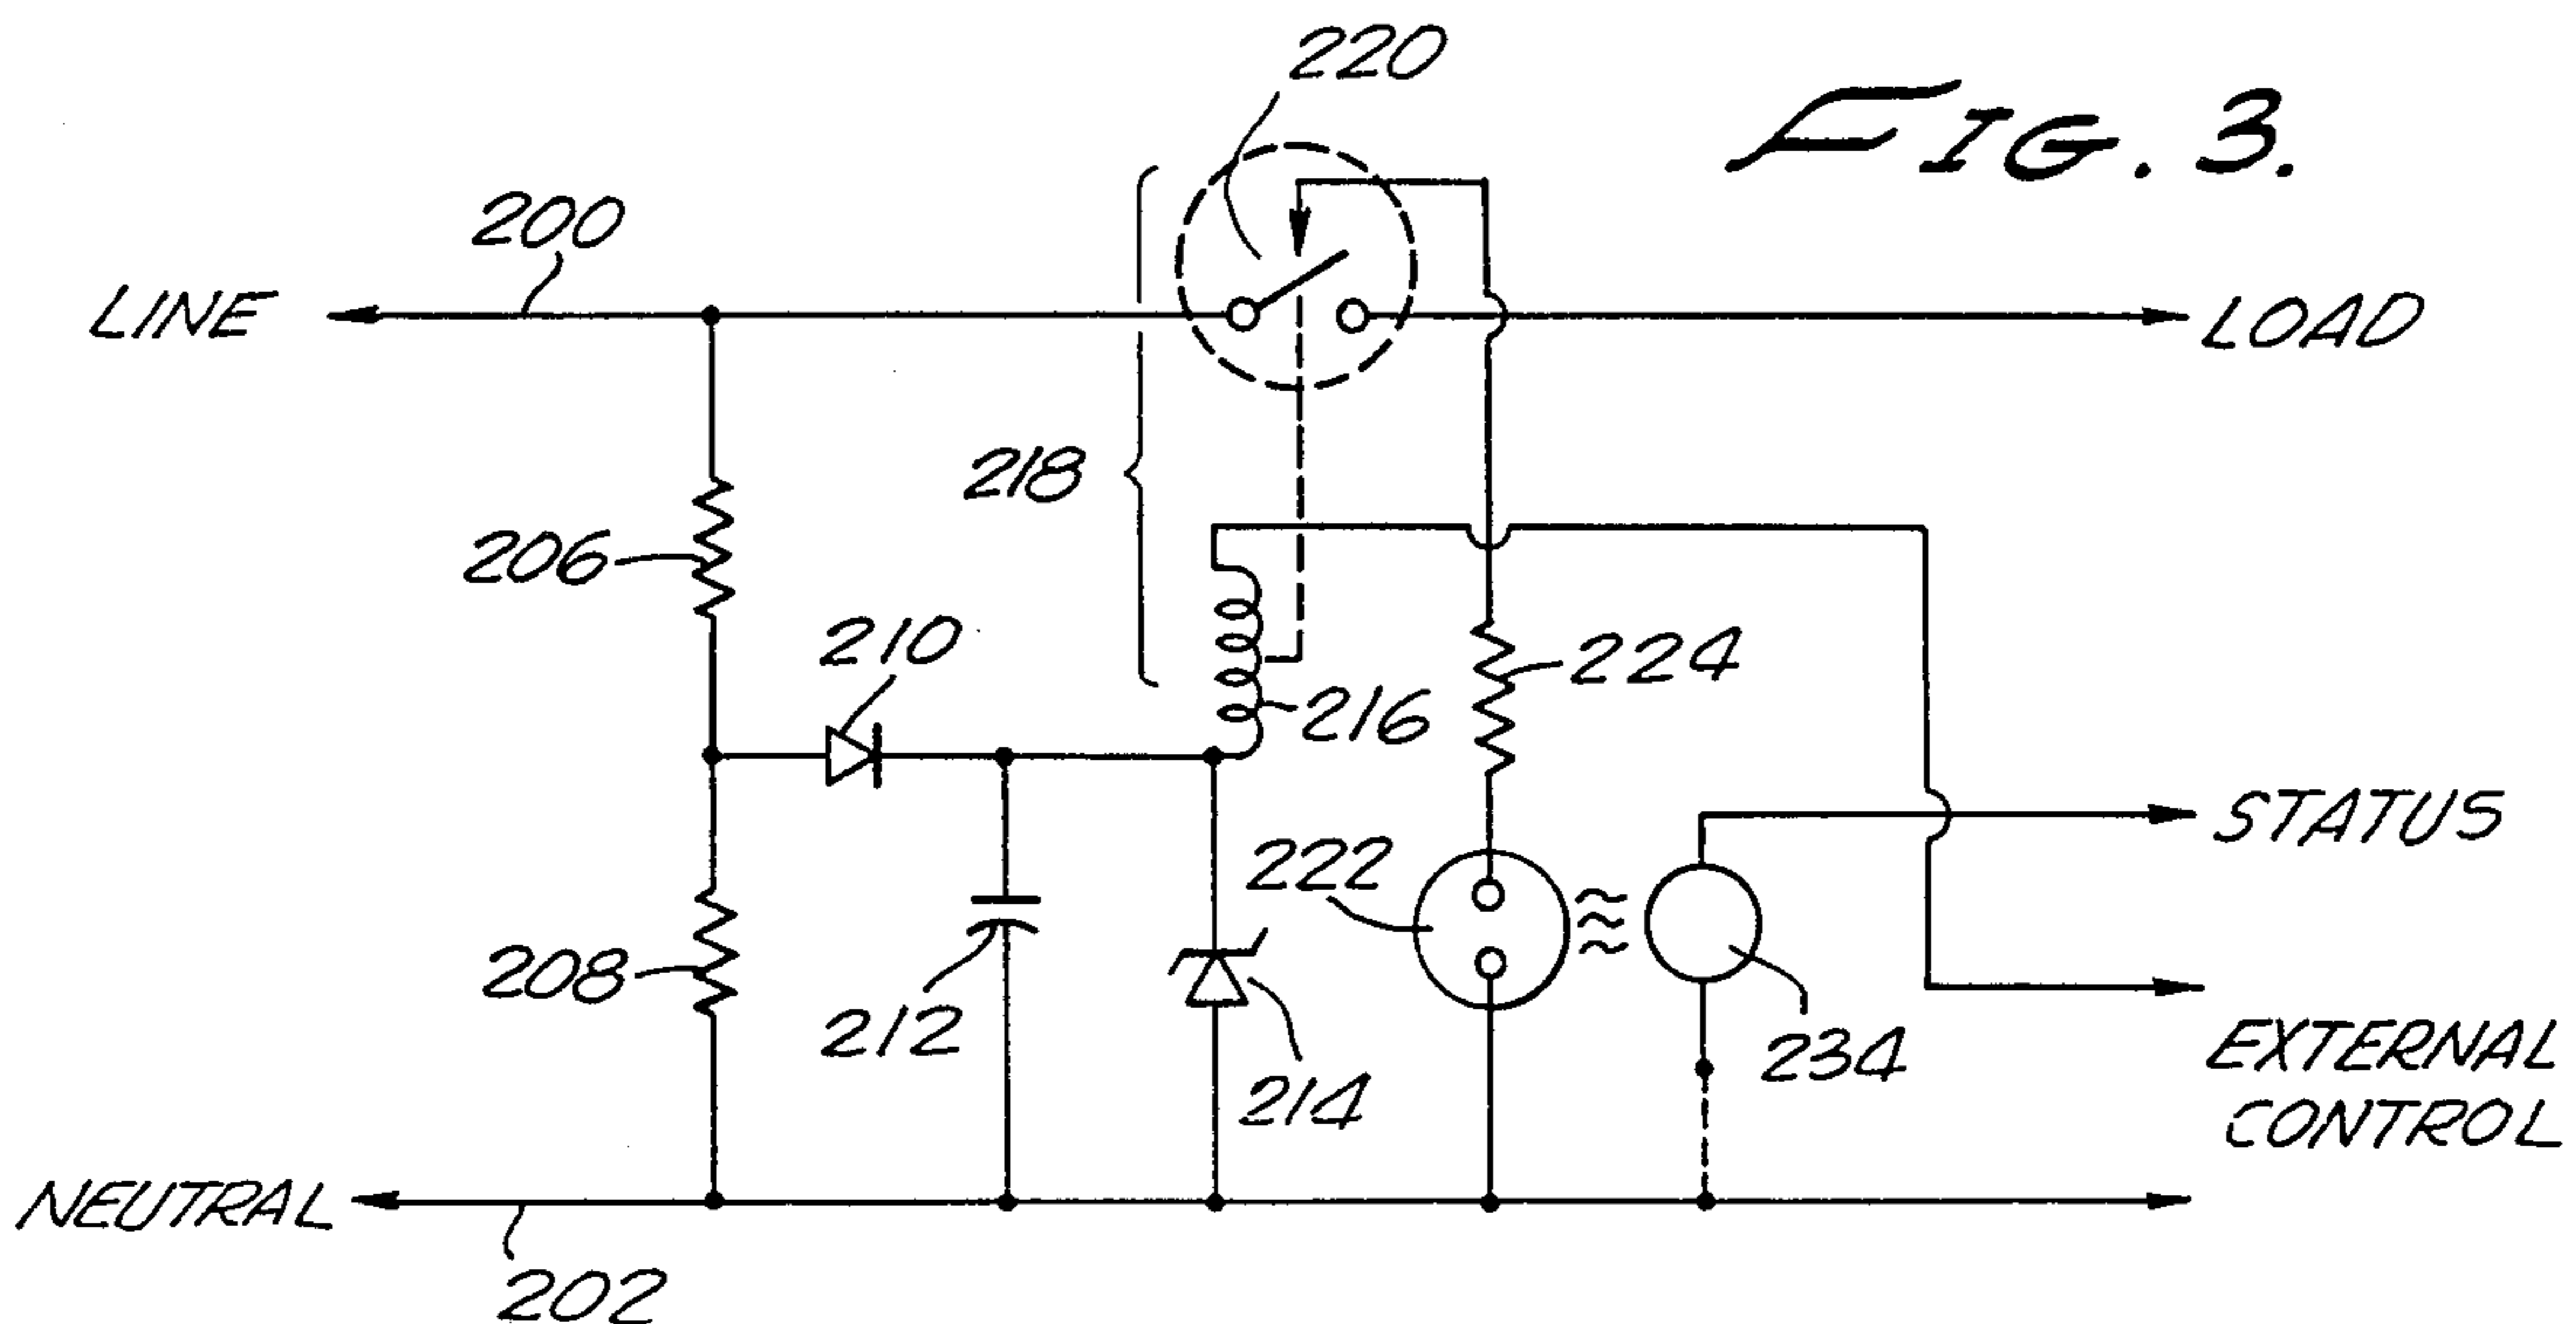 220
FIG. 3.
200
LINE
LOAD
218
206
210
224
216
STATUS
222
208
212
234
EXTERNAL
CONTROL
214
NEUTRAL
202